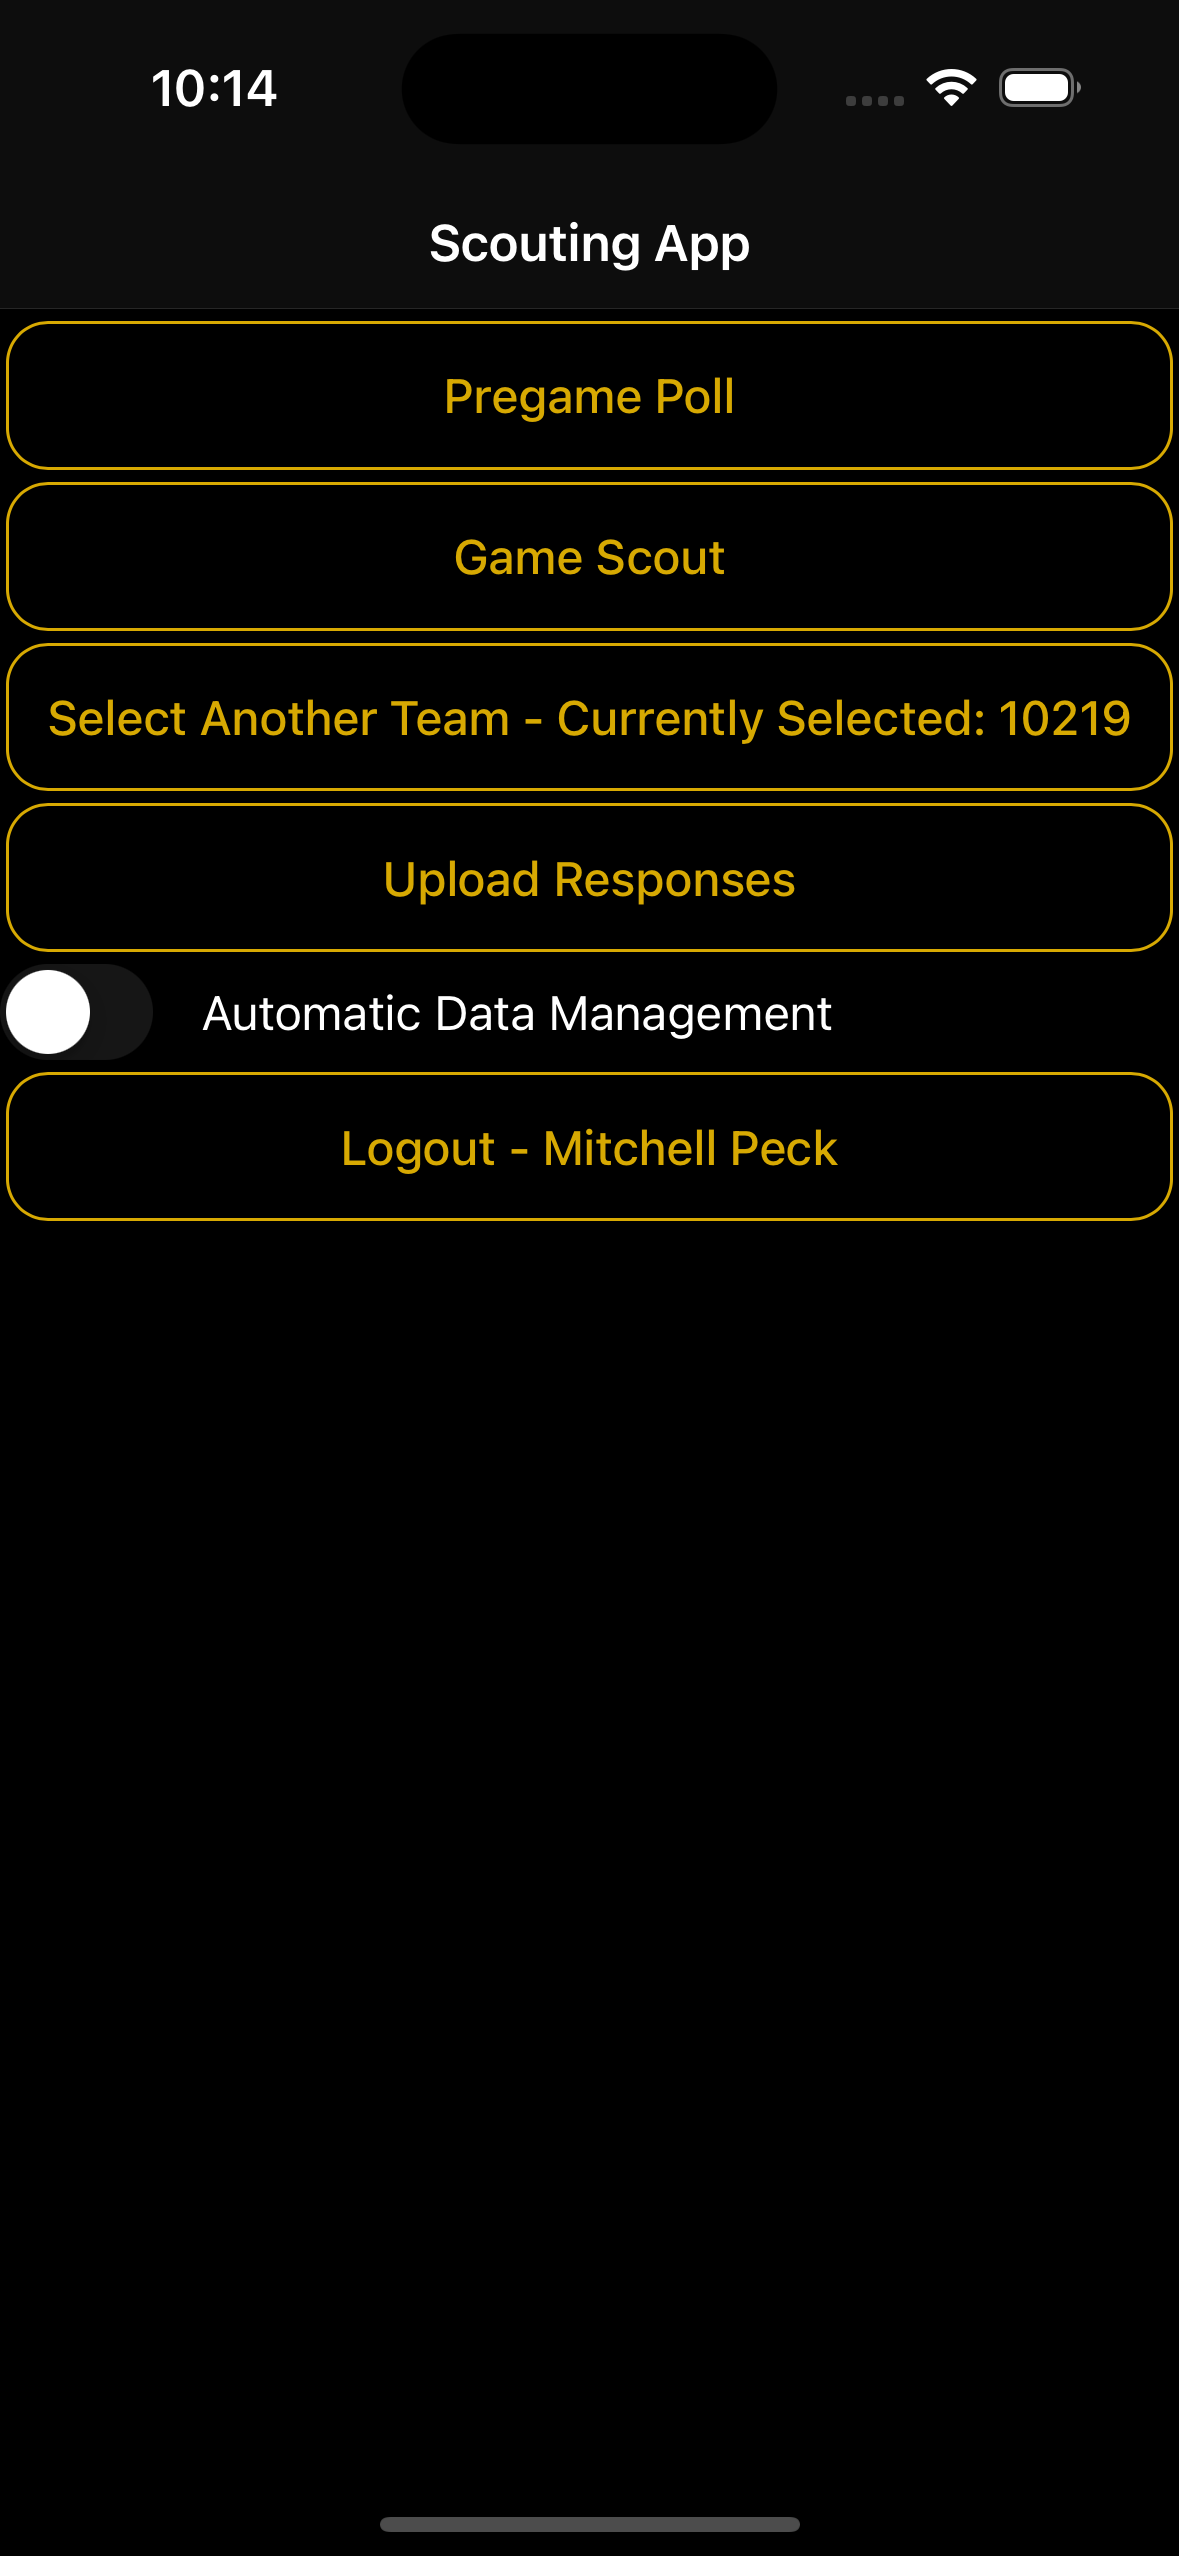 10:14
Scouting App
Pregame Poll
Game Scout
Select Another Team - Currently Selected: 10219
Upload Responses
Automatic Data Management
Logout - Mitchell Peck